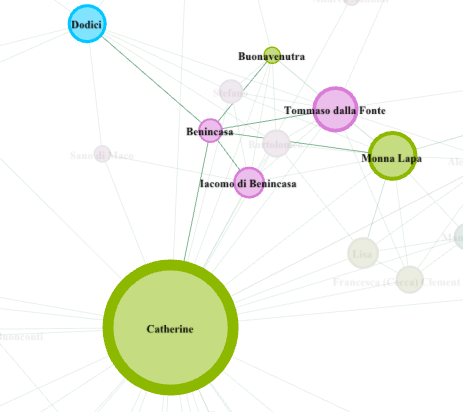 Dodici
Buonavenutra
Stefano
Tommaso dalla Fonte
Benincasa
Bartolomeo
Sano di Maco
Monna Lapa
Iacomo di Benincasa
Lisa
Francesca (Cecca) Clement
Catherine